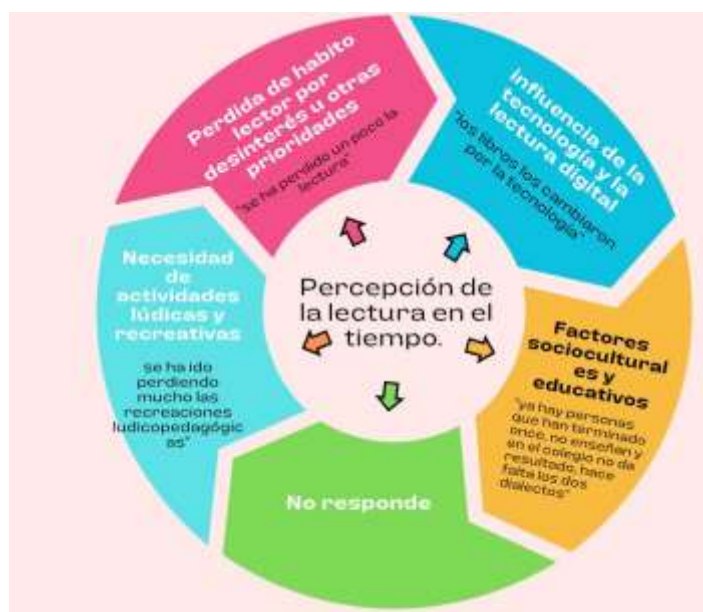 Perdida de habito
lector por
desinterés u otras
prioridades
"se ha perdido un poco la
lectura"
Influencia de la
tecnología y la
lectura digital
"los libros los cambiaron
por la tecnología"
Necesidad
de
actividades
lúdicas y
recreativas
se ha ido
perdiendo
mucho las
recreaciones
ludicopedagógic
as"
Percepción de
la lectura en el
tiempo.
Factores
sociocultural
es y
educativos
"ya hay personas
que han terminado
once, no enseñan y
en el colegio no da
resultado, hace
falta los dos
dialectos"
No responde